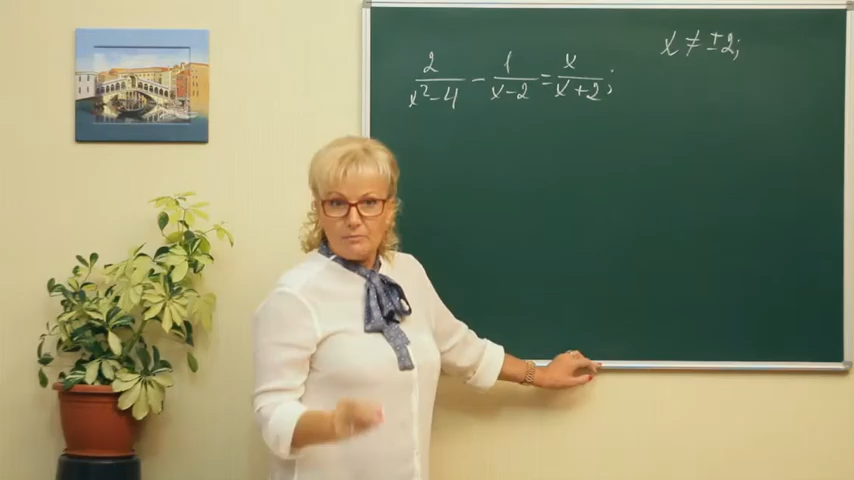 2/(x²-4) - 1/(x-2) = x/(x+2);
x ≠ ±2;